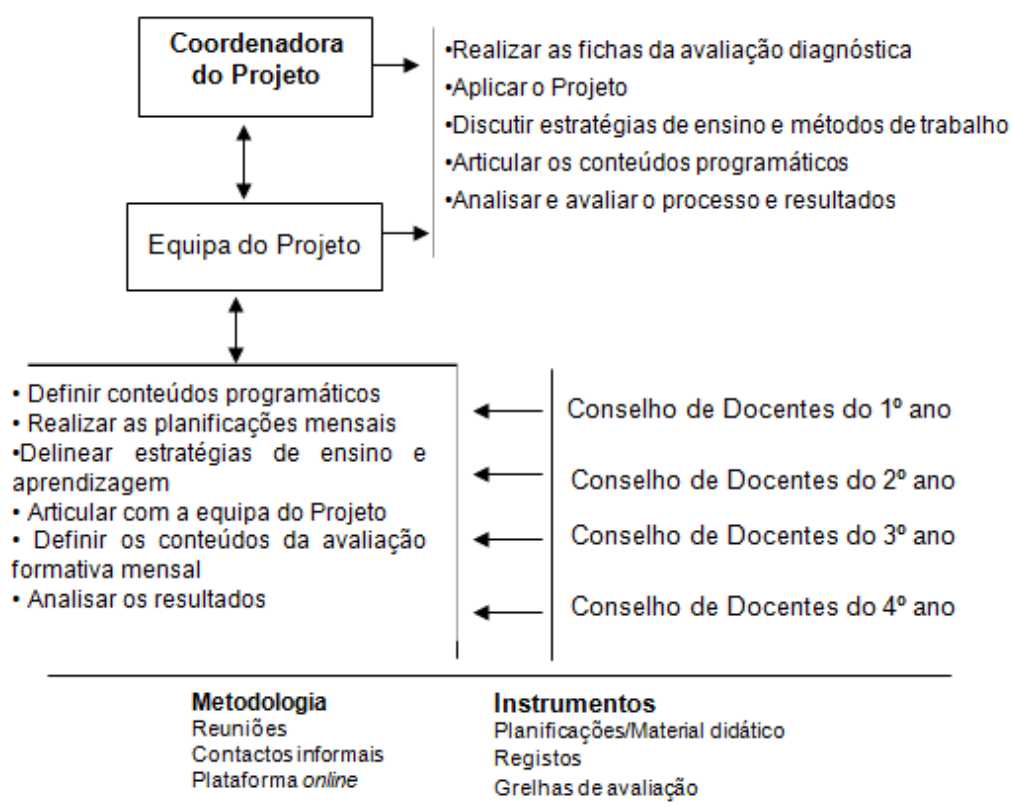 Coordenadora
do Projeto
•Realizar as fichas da avaliação diagnóstica
•Aplicar o Projeto
•Discutir estratégias de ensino e métodos de trabalho
•Articular os conteúdos programáticos
•Analisar e avaliar o processo e resultados
Equipa do Projeto
• Definir conteúdos programáticos
• Realizar as planificações mensais
•Delinear estratégias de ensino e
aprendizagem
• Articular com a equipa do Projeto
• Definir os conteúdos da avaliação
formativa mensal
• Analisar os resultados
Conselho de Docentes do 1º ano
Conselho de Docentes do 2º ano
Conselho de Docentes do 3º ano
Conselho de Docentes do 4º ano
Metodologia
Reuniões
Contactos informais
Plataforma online
Instrumentos
Planificações/Material didático
Registos
Grelhas de avaliação